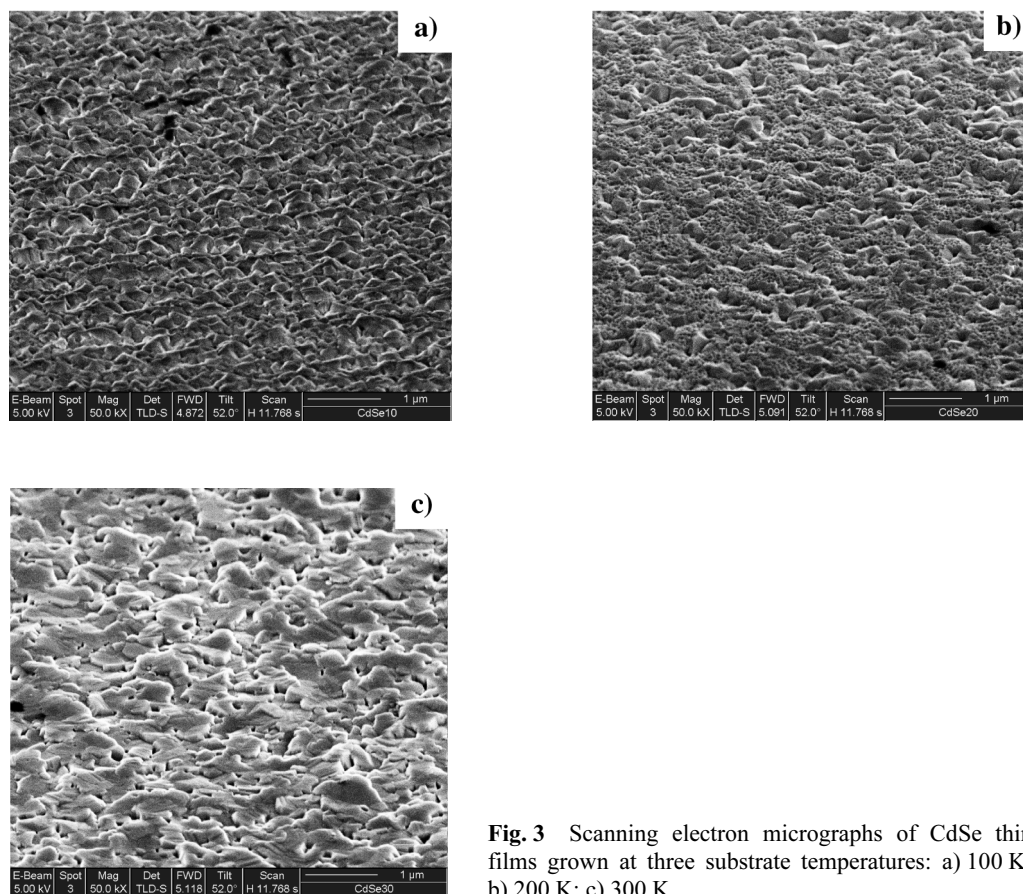 a)
E-Beam Spot Mag Det FWD Tilt Scan 1 µm
5.00 kV 3 50.0 kX TLD-S 4.872 52.0° H 11.768 s CdSe10
b)
E-Beam Spot Mag Det FWD Tilt Scan 1 µm
5.00 kV 3 50.0 kX TLD-S 5.091 52.0° H 11.768 s CdSe20
c)
E-Beam Spot Mag Det FWD Tilt Scan 1 µm
5.00 kV 3 50.0 kX TLD-S 5.118 52.0° H 11.768 s CdSe30
Fig. 3 Scanning electron micrographs of CdSe thin
films grown at three substrate temperatures: a) 100 K
b) 200 K; c) 300 K